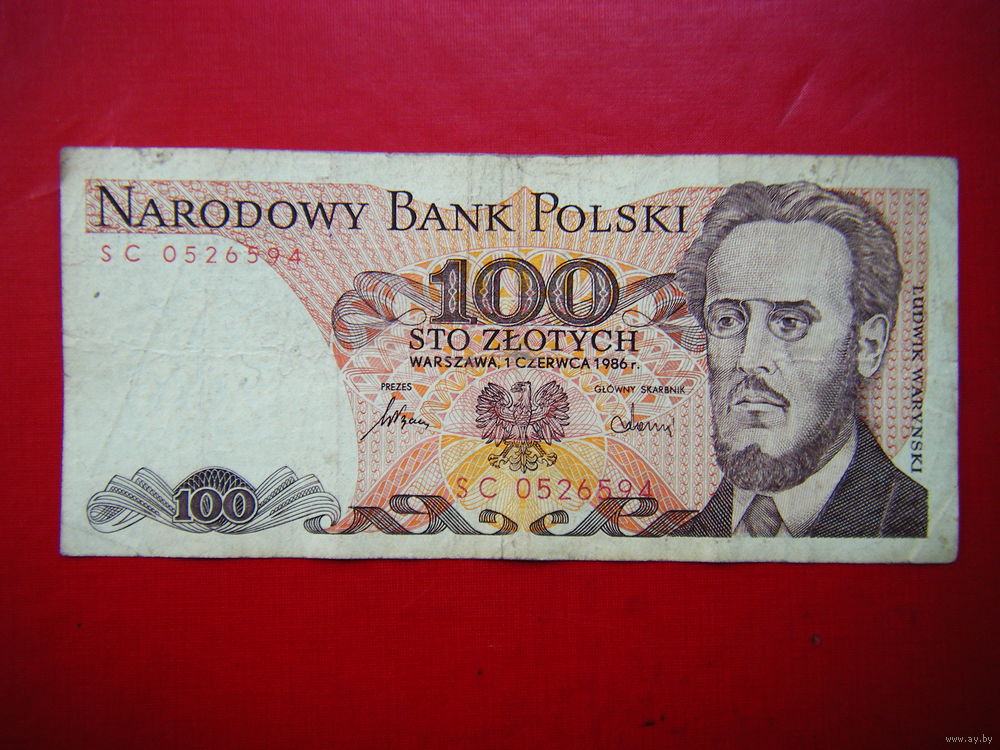 NARODOWY BANK POLSKI
SC 0526594
100
STO ZŁOTYCH
WARSZAWA, 1 CZERWCA 1986 r.
PREZES
GŁÓWNY SKARBNIK
SC 0526594
100
LUDWIK WARYŃSKI
www.ay.by